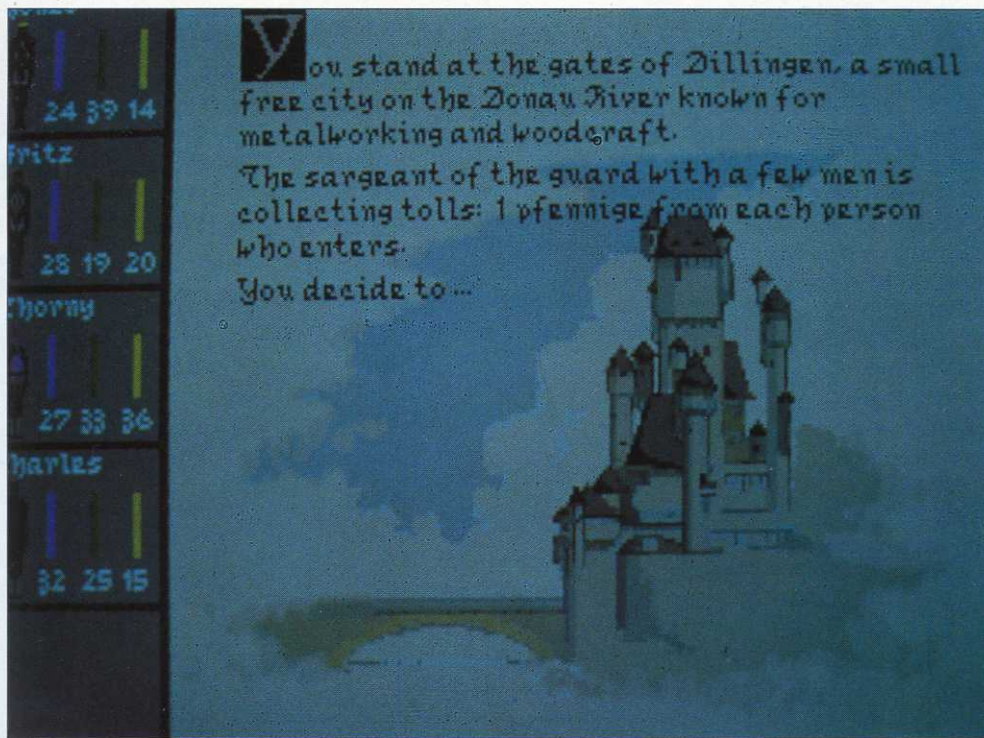 24 39 14
Fritz
28 19 20
Thorny
27 33 36
harles
32 25 15
You stand at the gates of Dillingen, a small
free city on the Donau River known for
metalworking and woodcraft.
The sargeant of the guard with a few men is
collecting tolls: 1 pfennige from each person
who enters.
You decide to ...